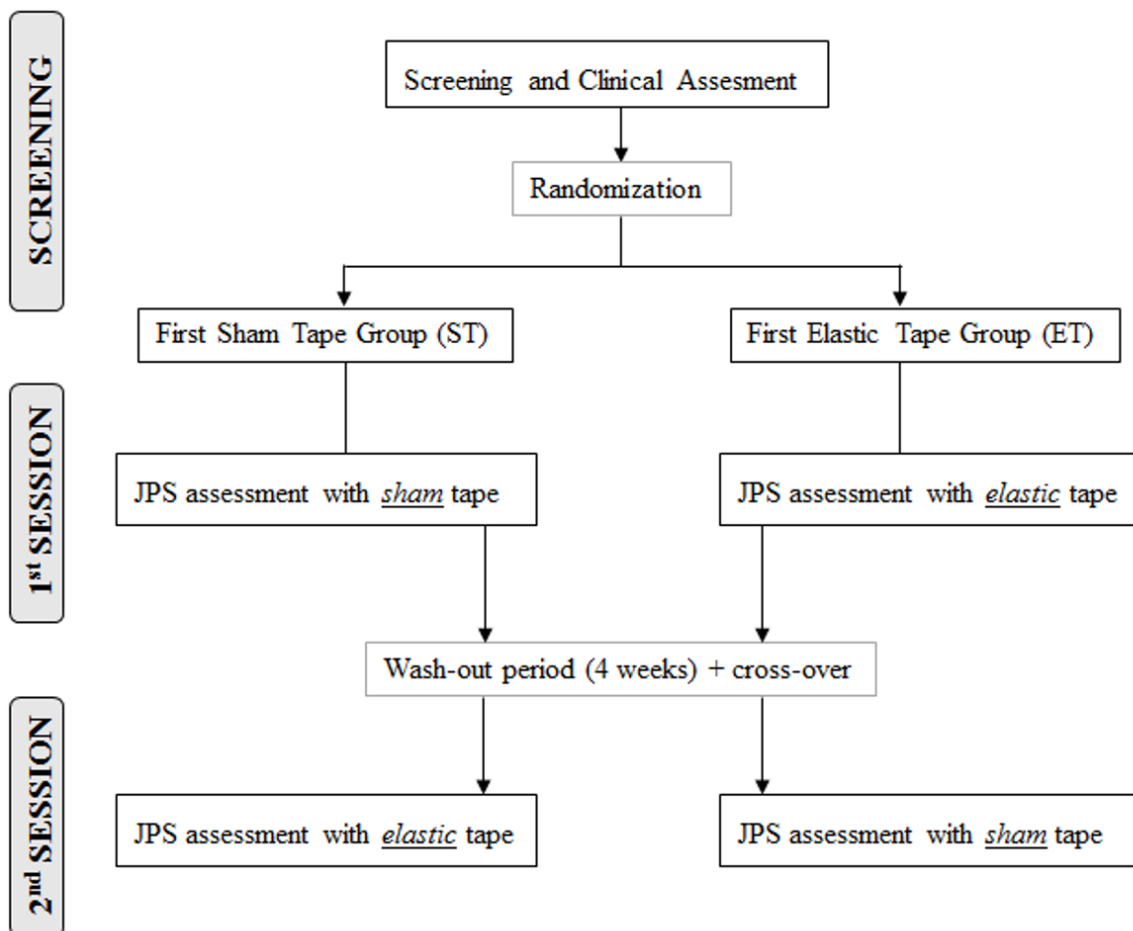 SCREENING
Screening and Clinical Assesment
Randomization
First Sham Tape Group (ST)
First Elastic Tape Group (ET)
1st SESSION
JPS assessment with sham tape
JPS assessment with elastic tape
Wash-out period (4 weeks) + cross-over
2nd SESSION
JPS assessment with elastic tape
JPS assessment with sham tape